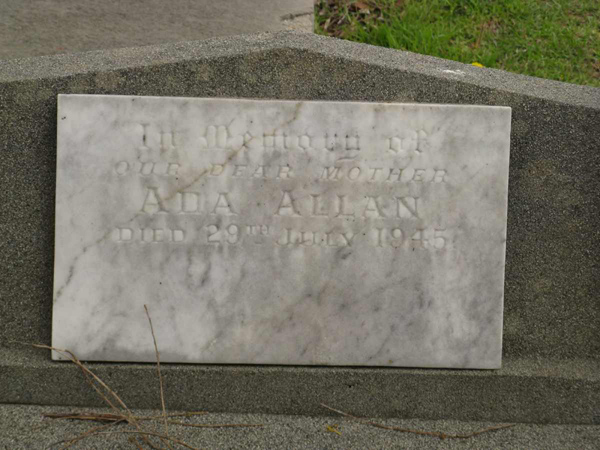 In Memory of
OUR DEAR MOTHER
ADA ALLAN
DIED 29TH JULY 1945.